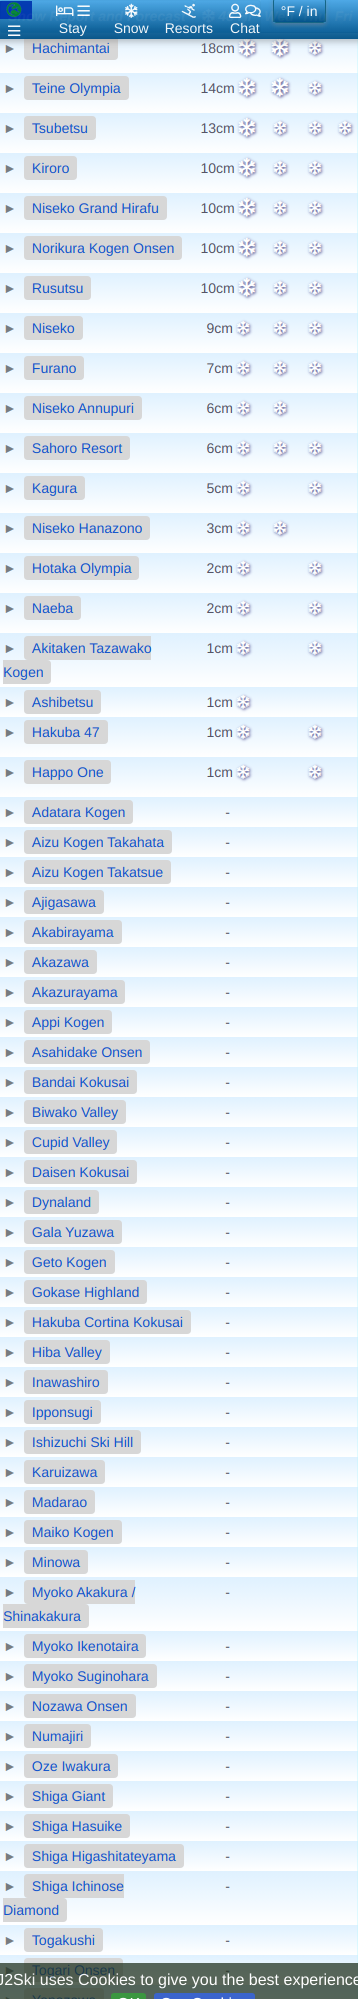 Stay
Snow
Resorts
Chat
°F / in
Hachimantai 18cm
Teine Olympia 14cm
Tsubetsu 13cm
Kiroro 10cm
Niseko Grand Hirafu 10cm
Norikura Kogen Onsen 10cm
Rusutsu 10cm
Niseko 9cm
Furano 7cm
Niseko Annupuri 6cm
Sahoro Resort 6cm
Kagura 5cm
Niseko Hanazono 3cm
Hotaka Olympia 2cm
Naeba 2cm
Akitaken Tazawako 1cm
Kogen
Ashibetsu 1cm
Hakuba 47 1cm
Happo One 1cm
Adatara Kogen -
Aizu Kogen Takahata -
Aizu Kogen Takatsue -
Ajigasawa -
Akabirayama -
Akazawa -
Akazurayama -
Appi Kogen -
Asahidake Onsen -
Bandai Kokusai -
Biwako Valley -
Cupid Valley -
Daisen Kokusai -
Dynaland -
Gala Yuzawa -
Geto Kogen -
Gokase Highland -
Hakuba Cortina Kokusai -
Hiba Valley -
Inawashiro -
Ipponsugi -
Ishizuchi Ski Hill -
Karuizawa -
Madarao -
Maiko Kogen -
Minowa -
Myoko Akakura / -
Shinakakura
Myoko Ikenotaira -
Myoko Suginohara -
Nozawa Onsen -
Numajiri -
Oze Iwakura -
Shiga Giant -
Shiga Hasuike -
Shiga Higashitateyama -
Shiga Ichinose -
Diamond
Togakushi -
Togari Onsen -
J2Ski uses Cookies to give you the best experience